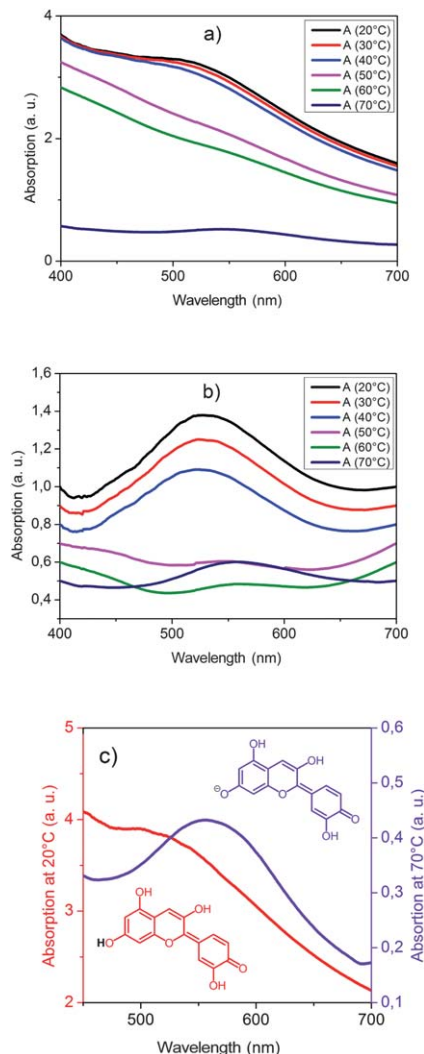 a)
A (20°C)
A (30°C)
A (40°C)
A (50°C)
A (60°C)
A (70°C)
Absorption (a. u.)
4
2
0
400
500
600
700
Wavelength (nm)
b)
A (20°C)
A (30°C)
A (40°C)
A (50°C)
A (60°C)
A (70°C)
Absorption (a. u.)
1,6
1,4
1,2
1,0
0,8
0,6
0,4
400
500
600
700
Wavelength (nm)
c)
Absorption at 20°C (a. u.)
5
4
3
2
OH
OH
⊖
O
O
O
OH
OH
OH
HO
O
O
OH
Absortion at 70°C (a. u.)
0,6
0,5
0,4
0,3
0,2
0,1
500
600
700
Wavelength (nm)